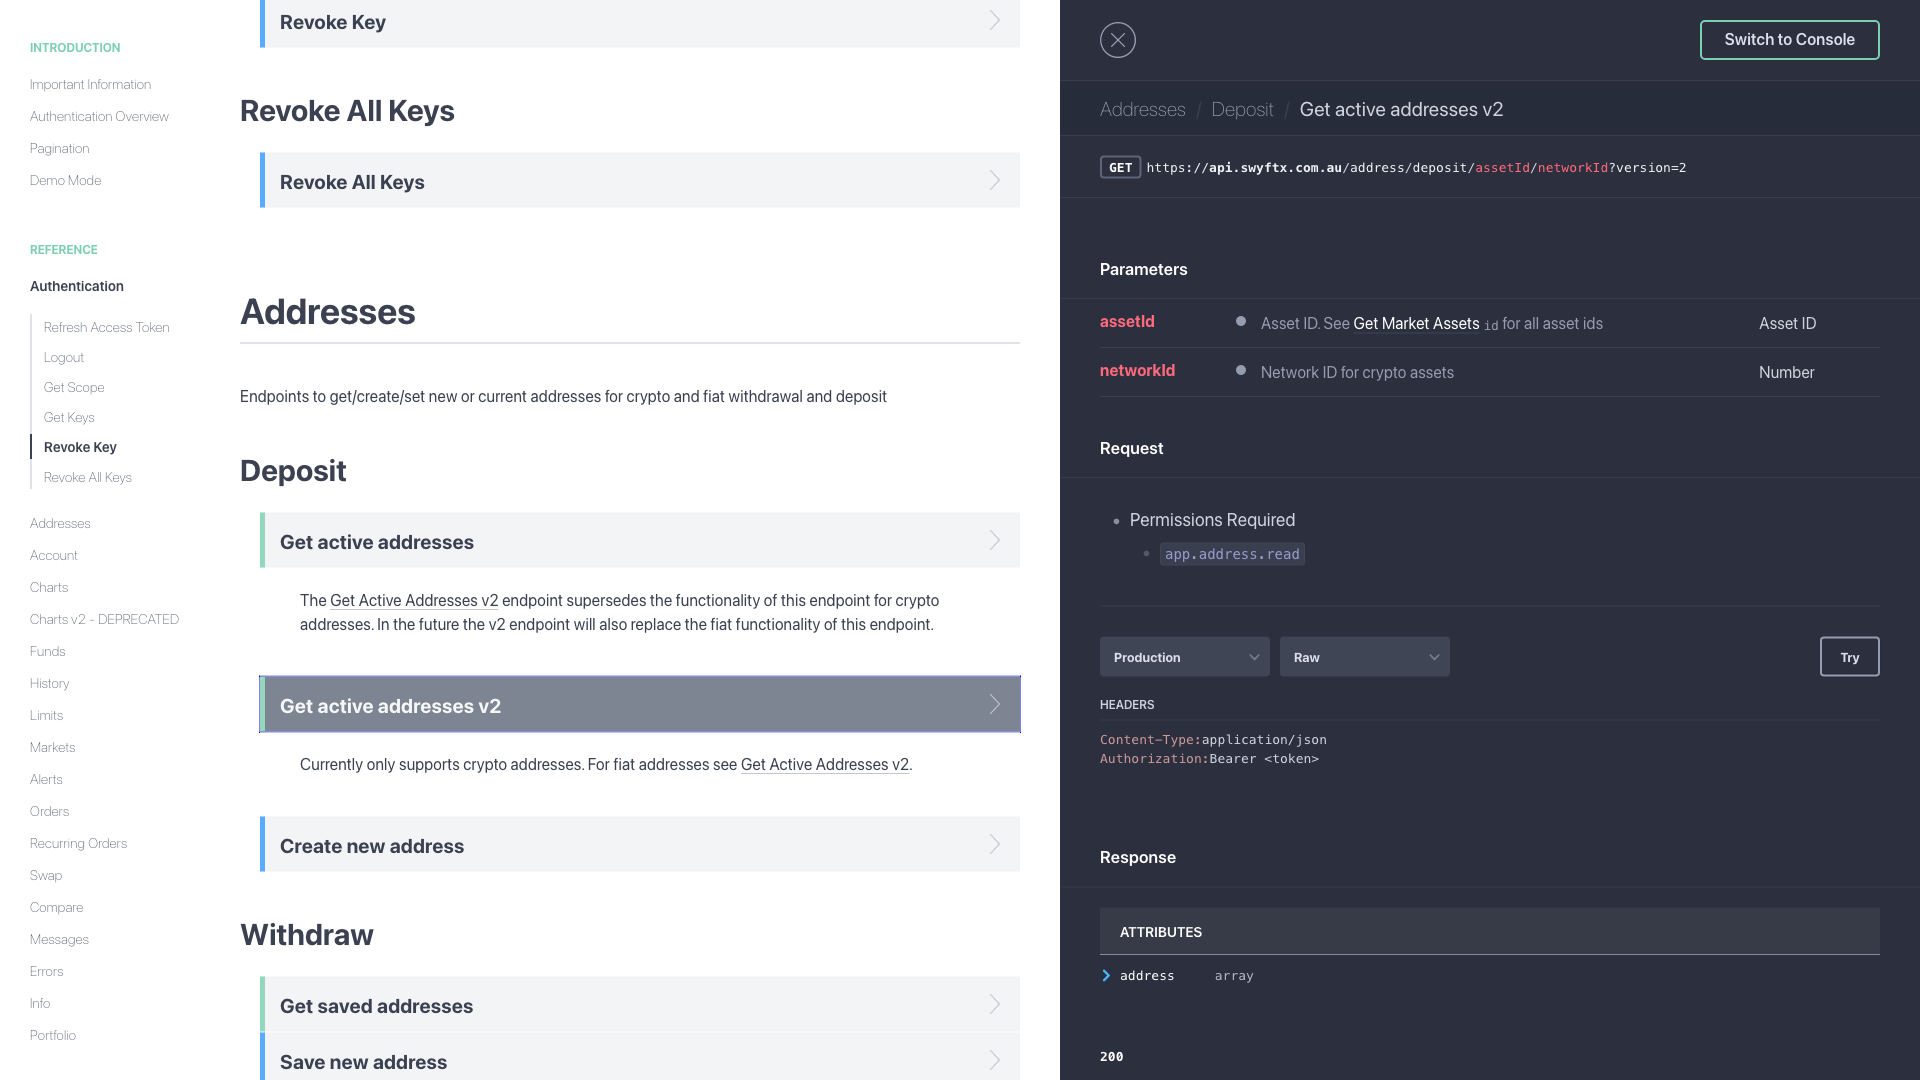 INTRODUCTION
Important Information
Authentication Overview
Pagination
Demo Mode
REFERENCE
Authentication
Refresh Access Token
Logout
Get Scope
Get Keys
Revoke Key
Revoke All Keys
Addresses
Account
Charts
Charts v2 - DEPRECATED
Funds
History
Limits
Markets
Alerts
Orders
Recurring Orders
Swap
Compare
Messages
Errors
Info
Portfolio
Revoke Key
Revoke All Keys
Revoke All Keys
Addresses
Endpoints to get/create/set new or current addresses for crypto and fiat withdrawal and deposit
Deposit
Get active addresses
The Get Active Addresses v2 endpoint supersedes the functionality of this endpoint for crypto
addresses. In the future the v2 endpoint will also replace the fiat functionality of this endpoint.
Get active addresses v2
Currently only supports crypto addresses. For fiat addresses see Get Active Addresses v2.
Create new address
Withdraw
Get saved addresses
Save new address
Switch to Console
Addresses / Deposit / Get active addresses v2
GET https://api.swyftx.com.au/address/deposit/assetId/networkId?version=2
Parameters
assetId Asset ID. See Get Market Assets id for all asset ids Asset ID
networkId Network ID for crypto assets Number
Request
Permissions Required
app.address.read
Production Raw Try
HEADERS
Content-Type:application/json
Authorization:Bearer <token>
Response
ATTRIBUTES
address array
200